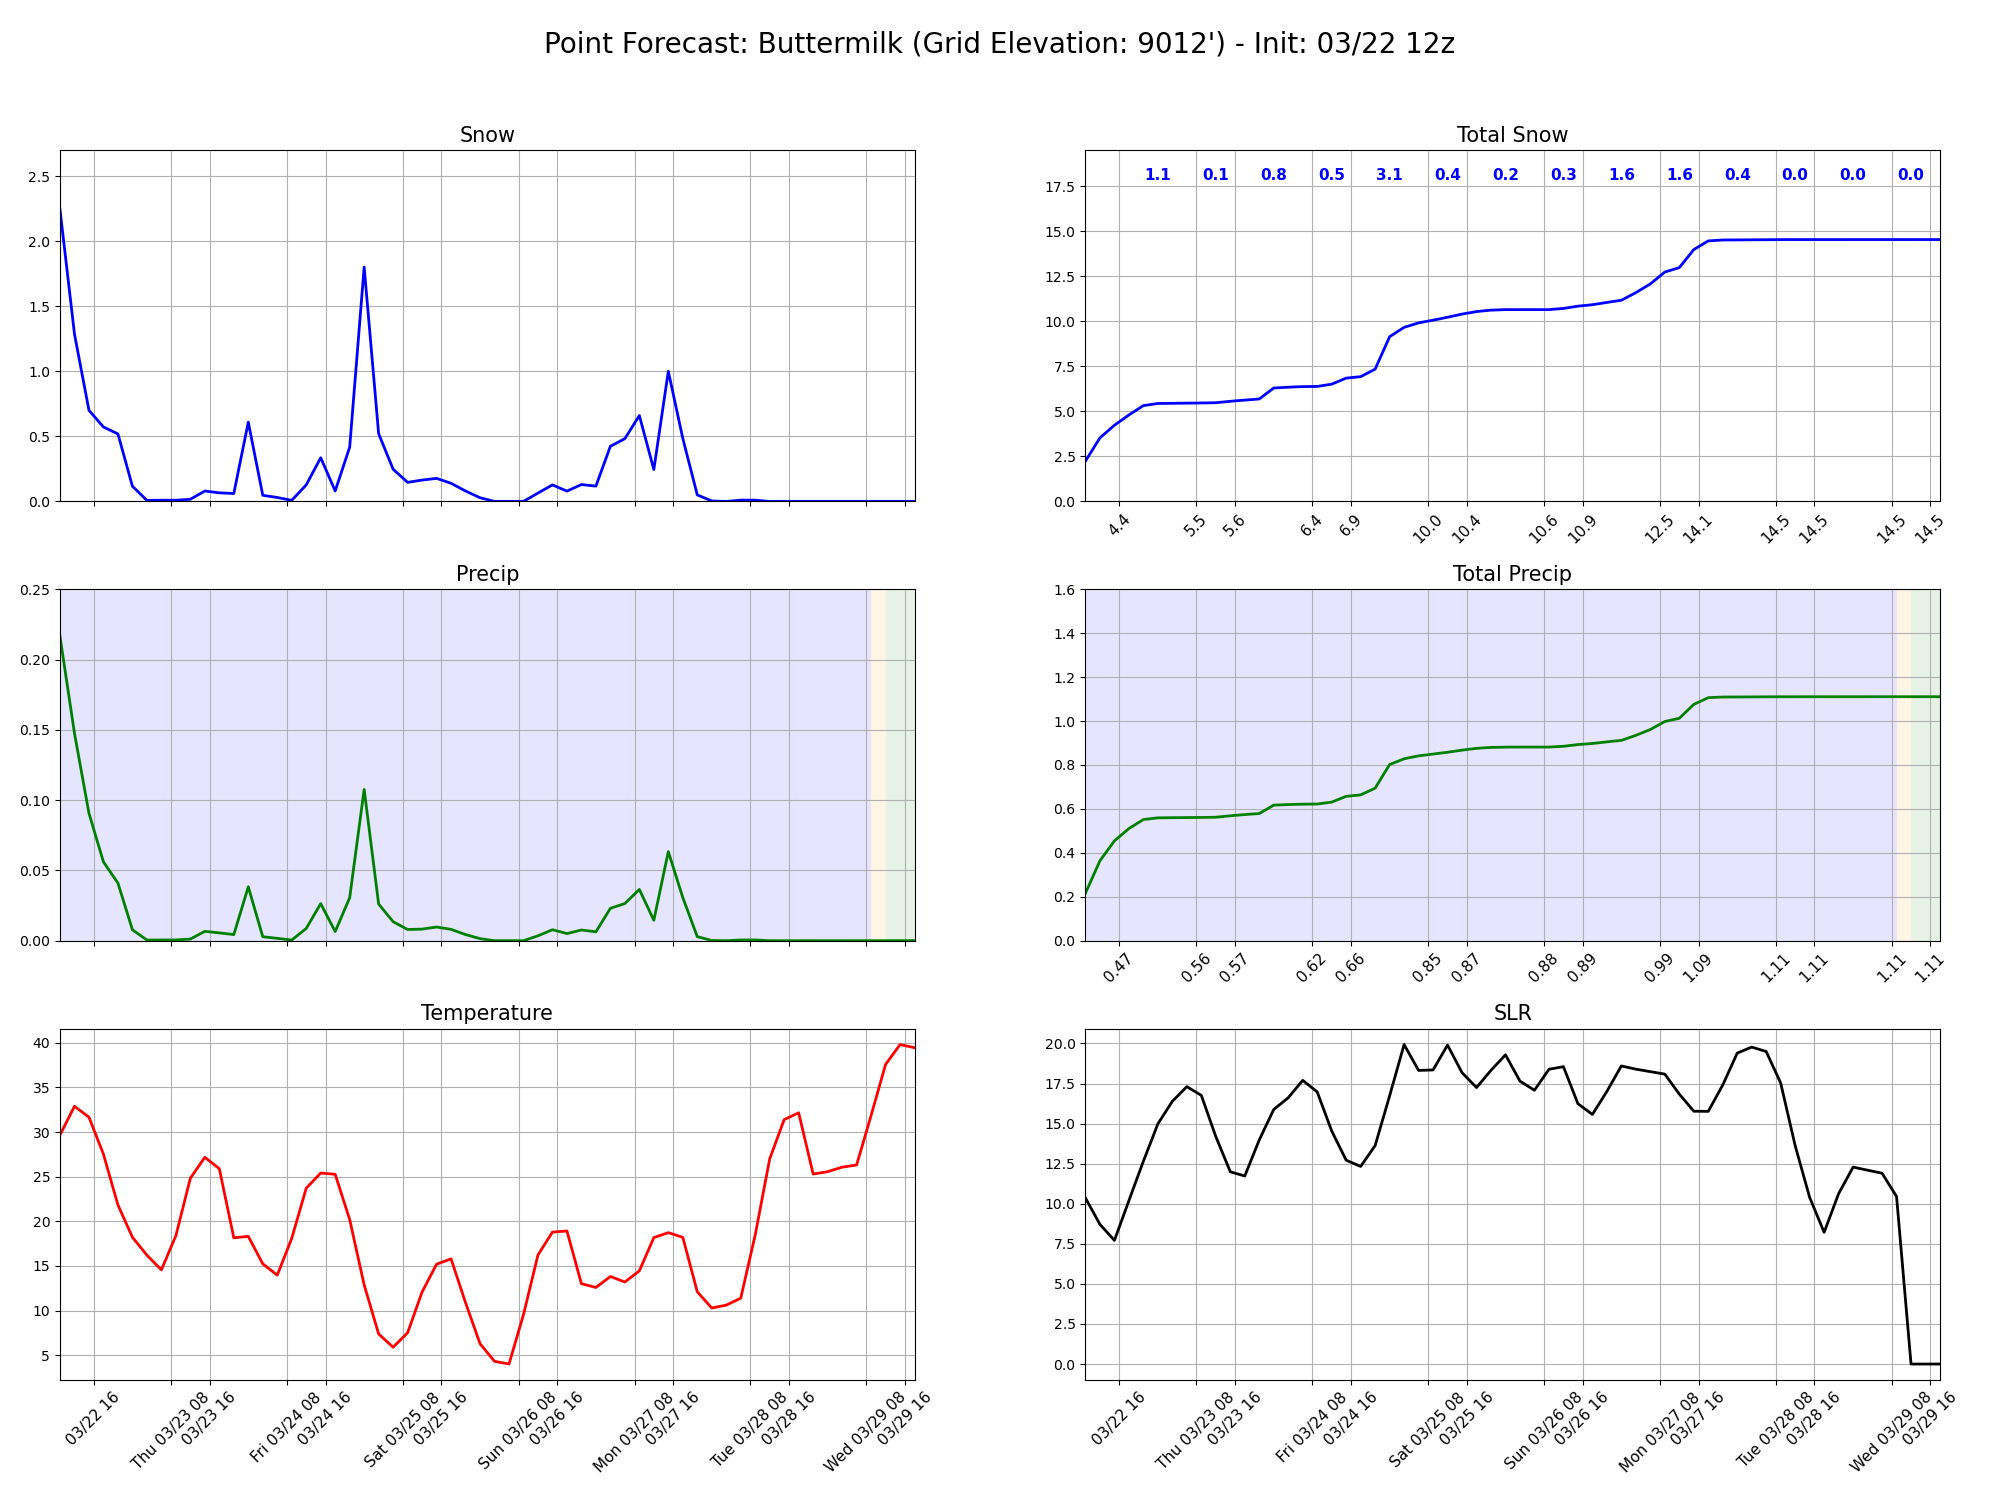 Point Forecast: Buttermilk (Grid Elevation: 9012') - Init: 03/22 12z
Snow
2.5
2.0
1.5
1.0
0.5
0.0
Total Snow
1.1 0.1 0.8 0.5 3.1 0.4 0.2 0.3 1.6 1.6 0.4 0.0 0.0 0.0
17.5
15.0
12.5
10.0
7.5
5.0
2.5
0.0
4.4 5.5 5.6 6.4 6.9 10.0 10.4 10.6 10.9 12.5 14.1 14.5 14.5 14.5 14.5
Precip
0.25
0.20
0.15
0.10
0.05
0.00
Total Precip
1.6
1.4
1.2
1.0
0.8
0.6
0.4
0.2
0.0
0.47 0.56 0.57 0.62 0.66 0.85 0.87 0.88 0.89 0.99 1.09 1.11 1.11 1.11 1.11
Temperature
40
35
30
25
20
15
10
5
03/22 16
Thu 03/23 08
03/23 16
Fri 03/24 08
03/24 16
Sat 03/25 08
03/25 16
Sun 03/26 08
03/26 16
Mon 03/27 08
03/27 16
Tue 03/28 08
03/28 16
Wed 03/29 08
03/29 16
SLR
20.0
17.5
15.0
12.5
10.0
7.5
5.0
2.5
0.0
03/22 16
Thu 03/23 08
03/23 16
Fri 03/24 08
03/24 16
Sat 03/25 08
03/25 16
Sun 03/26 08
03/26 16
Mon 03/27 08
03/27 16
Tue 03/28 08
03/28 16
Wed 03/29 08
03/29 16